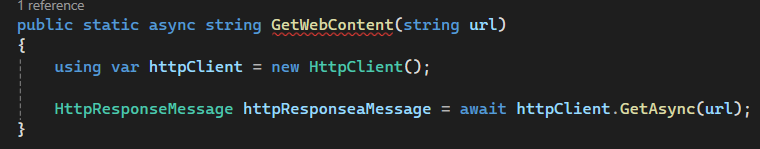 1 reference
public static async string GetWebContent(string url)
{
using var httpClient = new HttpClient();
HttpResponseMessage httpResponseaMessage = await httpClient.GetAsync(url);
}